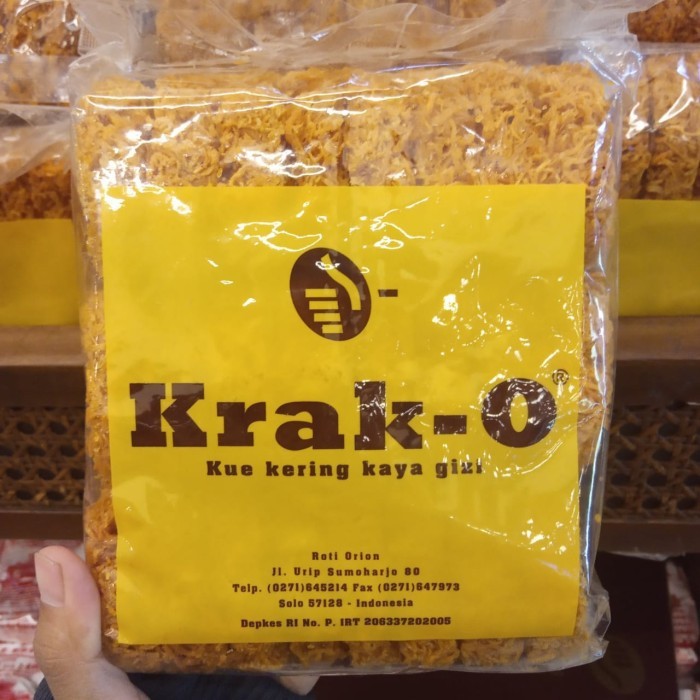 Krak-O®
Kue kering kaya gizi
Roti Orion
Jl. Urip Sumoharjo 80
Telp. (0271)645214 Fax (0271)647973
Solo 57128 - Indonesia
Depkes RI No. P. IRT 206337202005